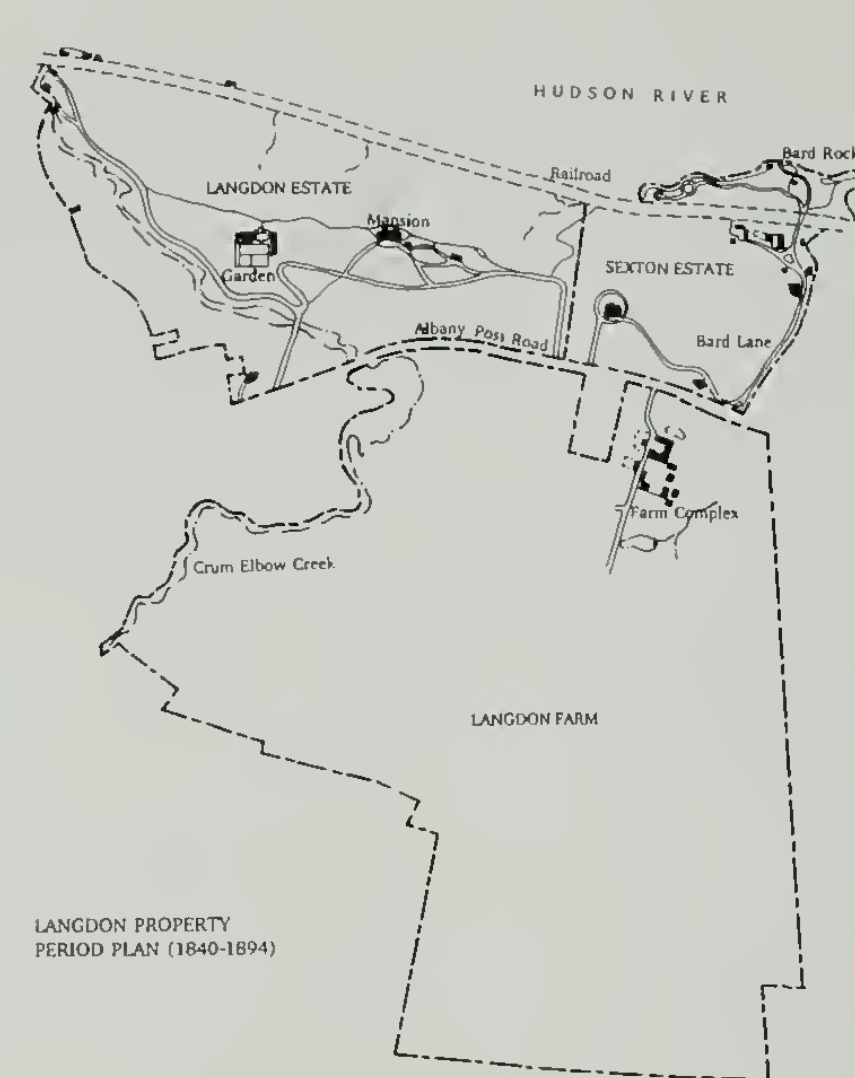 HUDSON RIVER
Bard Rock
Railroad
LANGDON ESTATE
Mansion
SEXTON ESTATE
Garden
Albany Post Road
Bard Lane
Farm Complex
Crum Elbow Creek
LANGDON FARM
LANGDON PROPERTY
PERIOD PLAN (1840-1894)